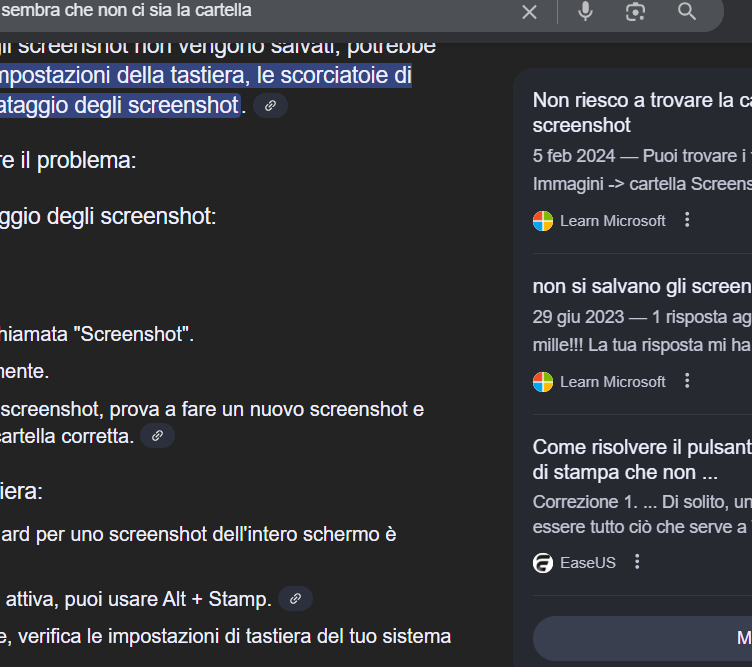 sembra che non ci sia la cartella
gli screenshot non vengono salvati, potrebbe
mpostazioni della tastiera, le scorciatoie di
ataggio degli screenshot.
re il problema:
ggio degli screenshot:
hiamata "Screenshot".
nente.
screenshot, prova a fare un nuovo screenshot e
cartella corretta.
iera:
ard per uno screenshot dell'intero schermo è
attiva, puoi usare Alt + Stamp.
e, verifica le impostazioni di tastiera del tuo sistema
Non riesco a trovare la ca
screenshot
5 feb 2024 — Puoi trovare i
Immagini -> cartella Screens
Learn Microsoft
non si salvano gli screen
29 giu 2023 — 1 risposta ag
mille!!! La tua risposta mi ha
Learn Microsoft
Come risolvere il pulsant
di stampa che non ...
Correzione 1. ... Di solito, un
essere tutto ciò che serve a
EaseUS
M